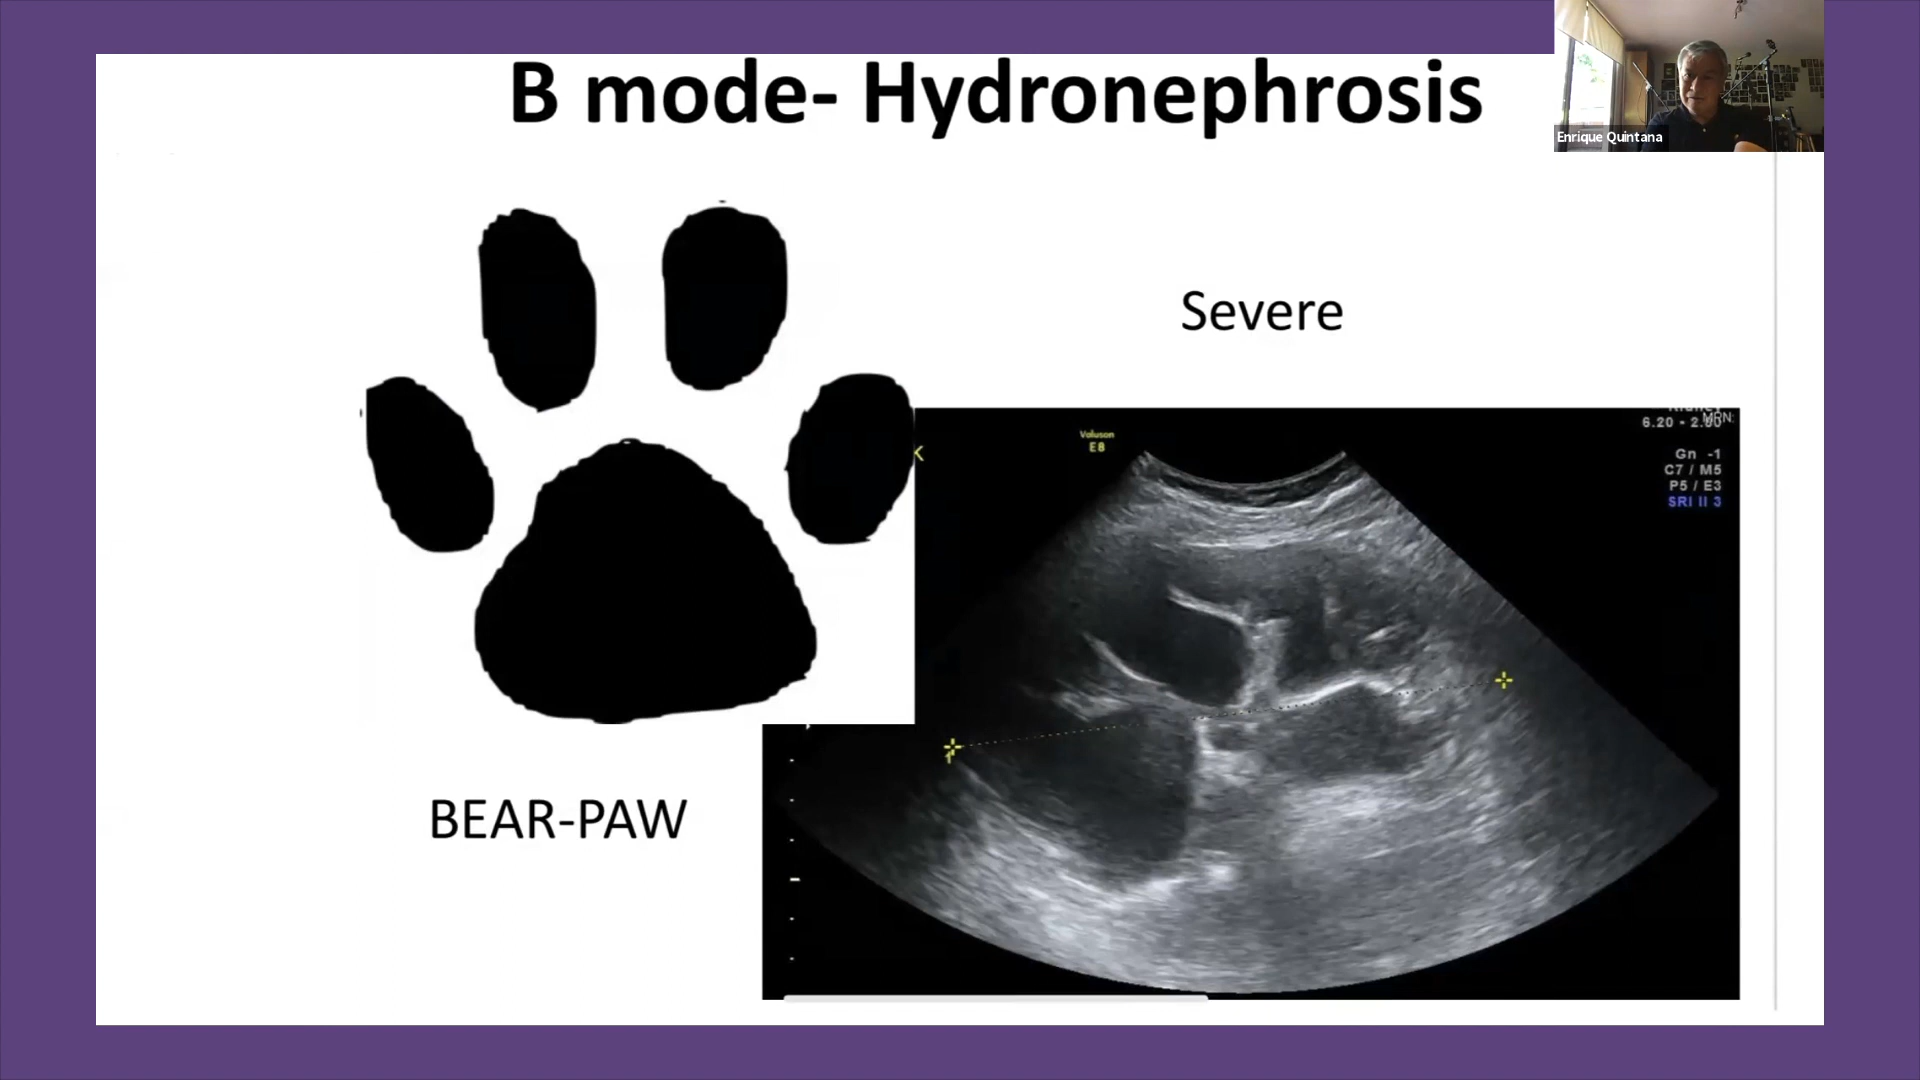 B mode- Hydronephrosis
Enrique Quintana
Severe
Voluson
E8
MRN:
6.20 - 2.00
Gn -1
C7 / M5
P5 / E3
SRI II 3
BEAR-PAW